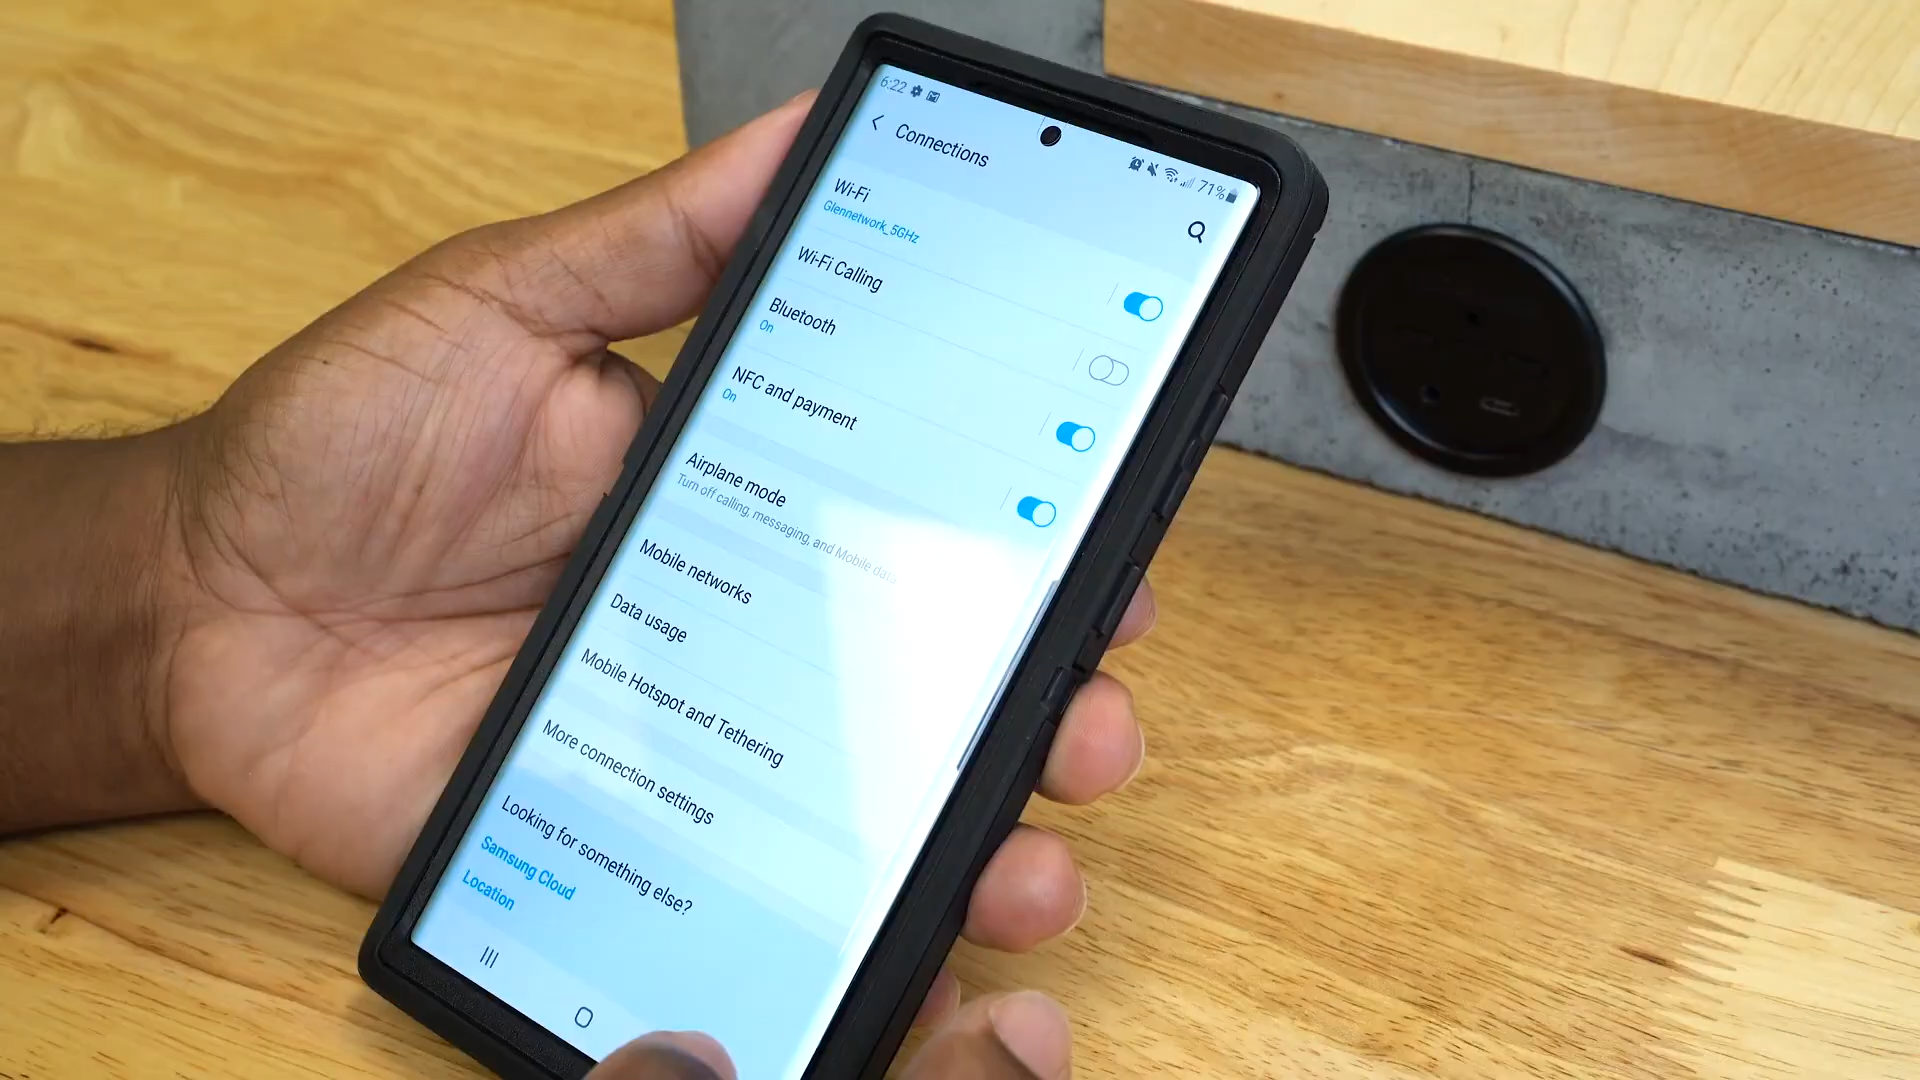 6:22
71%
Connections
Wi-Fi
Glennetwork_5GHz
Wi-Fi Calling
Bluetooth
On
NFC and payment
On
Airplane mode
Turn off calling, messaging, and Mobile data.
Mobile networks
Data usage
Mobile Hotspot and Tethering
More connection settings
Looking for something else?
Samsung Cloud
Location